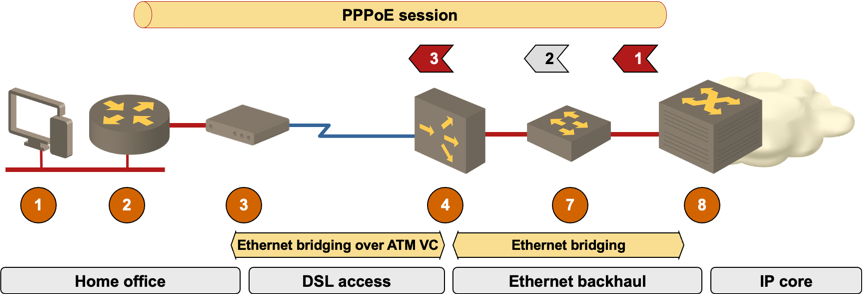 PPPoE session
3
2
1
1
2
3
4
7
8
Ethernet bridging over ATM VC
Ethernet bridging
Home office
DSL access
Ethernet backhaul
IP core